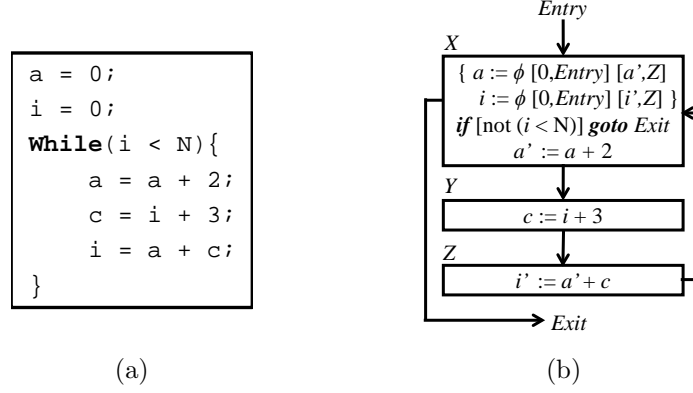 a = 0;
i = 0;
While(i < N){
a = a + 2;
c = i + 3;
i = a + c;
}
(a)
Entry
X
{ a := ϕ [0,Entry] [a’,Z]
i := ϕ [0,Entry] [i’,Z] }
if [not (i < N)] goto Exit
a’ := a + 2
Y
c := i + 3
Z
i’ := a’ + c
Exit
(b)